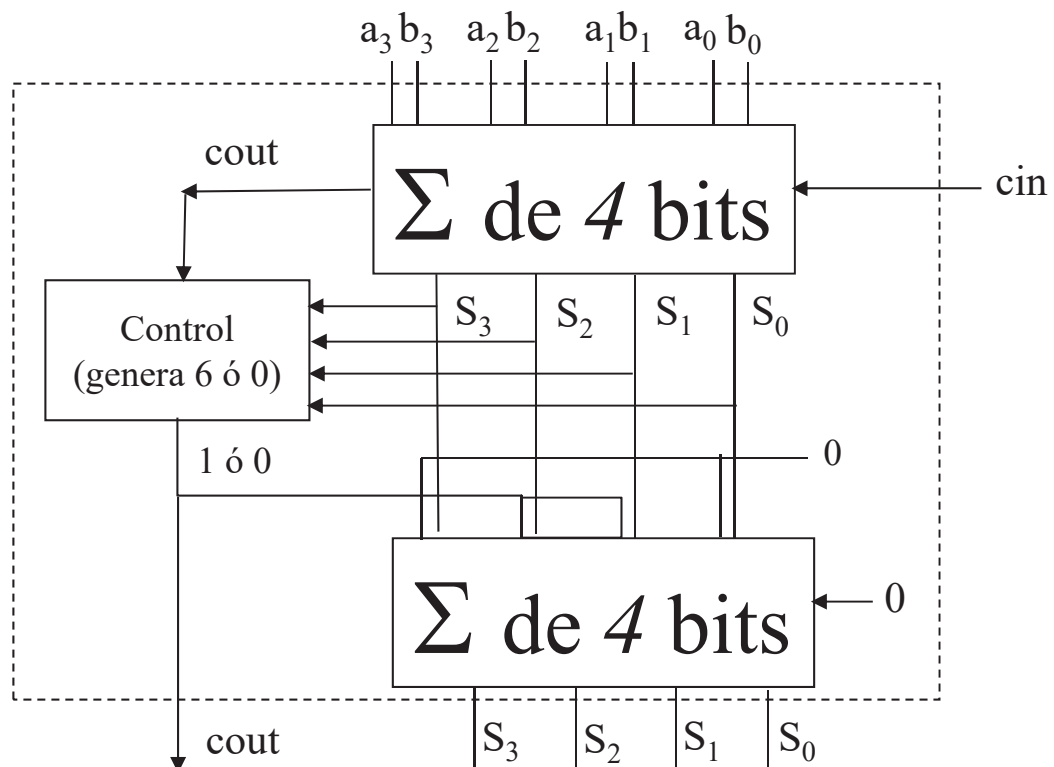 a₃ b₃ a₂ b₂ a₁ b₁ a₀ b₀
cout
cin
Σ de 4 bits
S₃ S₂ S₁ S₀
Control
(genera 6 ó 0)
1 ó 0
0
Σ de 4 bits
0
cout
S₃ S₂ S₁ S₀